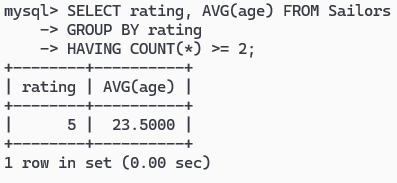 mysql> SELECT rating, AVG(age) FROM Sailors
    -> GROUP BY rating
    -> HAVING COUNT(*) >= 2;
+--------+----------+
| rating | AVG(age) |
+--------+----------+
|      5 |  23.5000 |
+--------+----------+
1 row in set (0.00 sec)